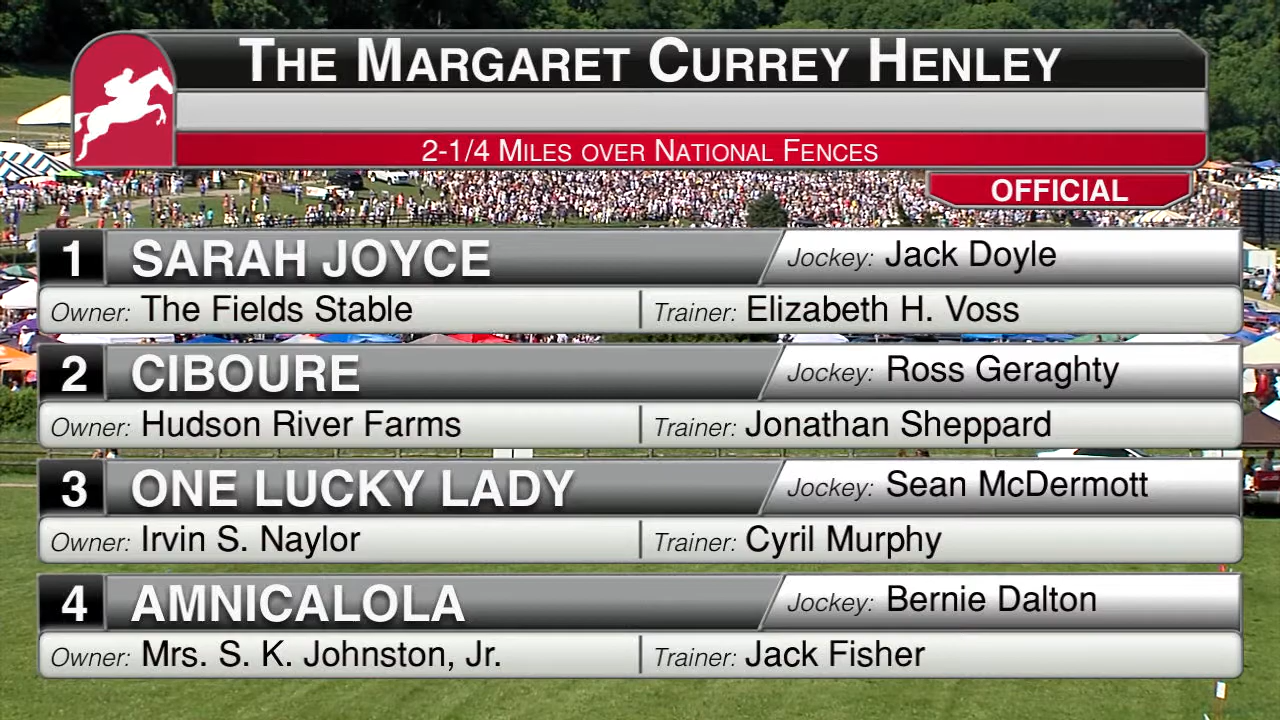 THE MARGARET CURREY HENLEY
2-1/4 MILES OVER NATIONAL FENCES
OFFICIAL
1 SARAH JOYCE Jockey: Jack Doyle
Owner: The Fields Stable Trainer: Elizabeth H. Voss
2 CIBOURE Jockey: Ross Geraghty
Owner: Hudson River Farms Trainer: Jonathan Sheppard
3 ONE LUCKY LADY Jockey: Sean McDermott
Owner: Irvin S. Naylor Trainer: Cyril Murphy
4 AMNICALOLA Jockey: Bernie Dalton
Owner: Mrs. S. K. Johnston, Jr. Trainer: Jack Fisher